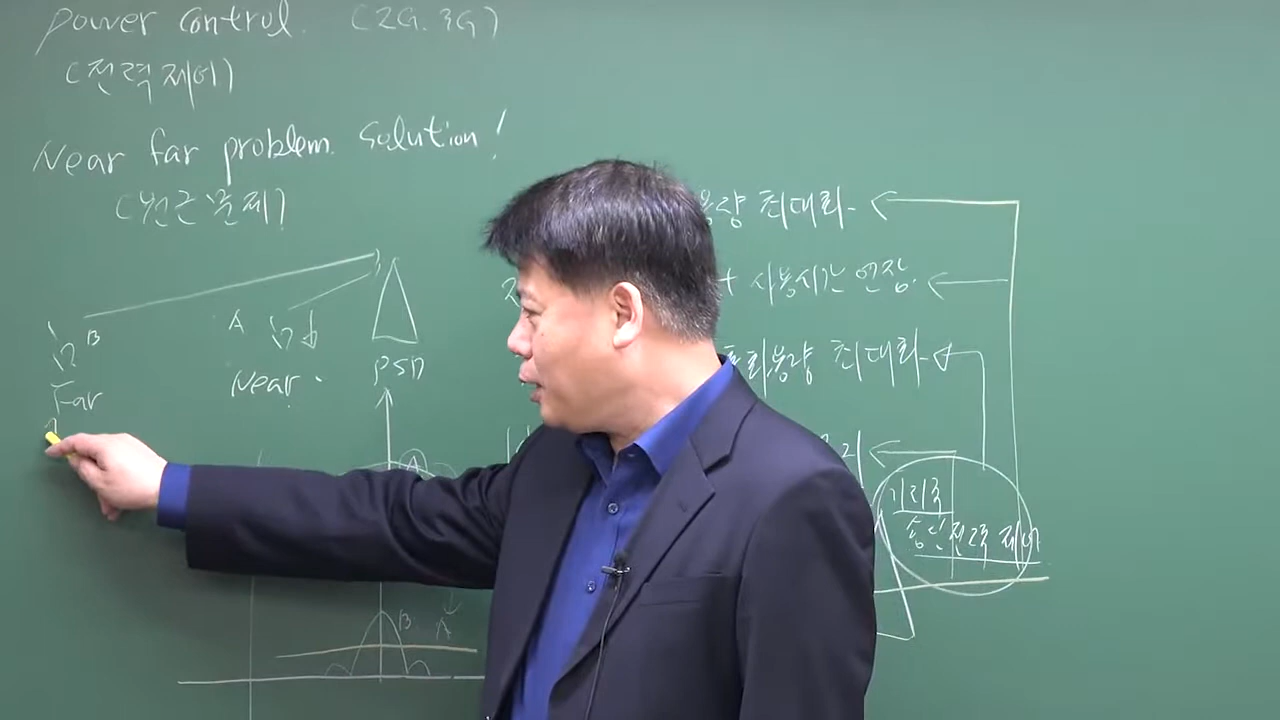 power control. (2G. 3G)
(전력 제어)
Near far problem solution!
(원근 문제)
B
Far
A
Near
PSD
용량 최대화
+ 사용시간 연장.
통화용량 최대화
기지국
송신전력 제어
B
A